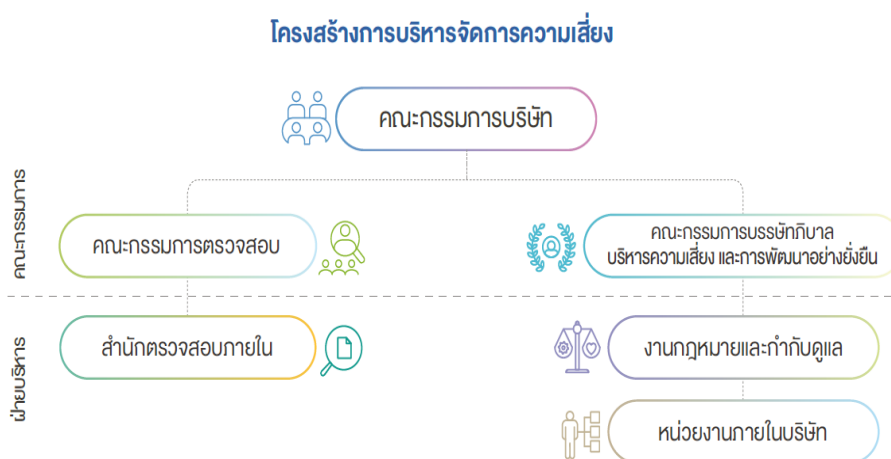 โครงสร้างการบริหารจัดการความเสี่ยง
คณะกรรมการบริษัท
คณะกรรมการ
คณะกรรมการตรวจสอบ
คณะกรรมการบรรษัทภิบาล
บริหารความเสี่ยง และการพัฒนาอย่างยั่งยืน
ฝ่ายบริหาร
สำนักตรวจสอบภายใน
งานกฎหมายและกำกับดูแล
หน่วยงานภายในบริษัท